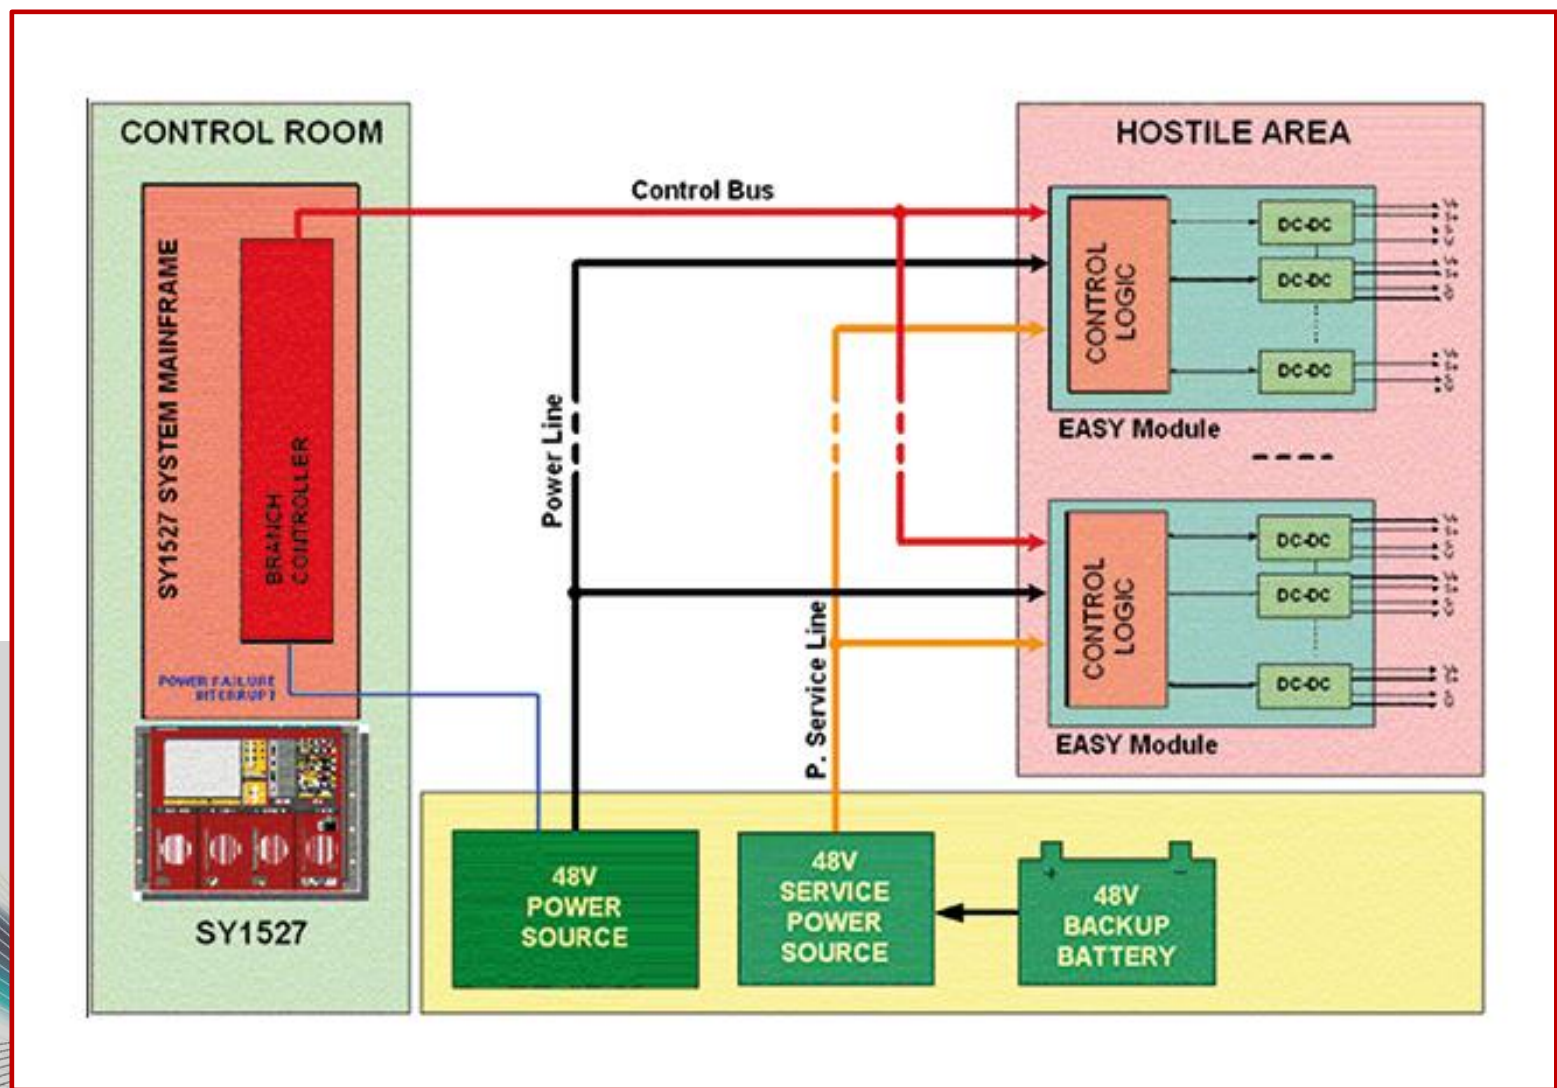 CONTROL ROOM
SY1527 SYSTEM MAINFRAME
BRANCH
CONTROLLER
POWER FAILURE
INTERRUPT
SY1527
Control Bus
Power Line
P. Service Line
HOSTILE AREA
CONTROL
LOGIC
DC-DC
DC-DC
DC-DC
EASY Module
CONTROL
LOGIC
DC-DC
DC-DC
DC-DC
EASY Module
48V
POWER
SOURCE
48V
SERVICE
POWER
SOURCE
+ -
48V
BACKUP
BATTERY